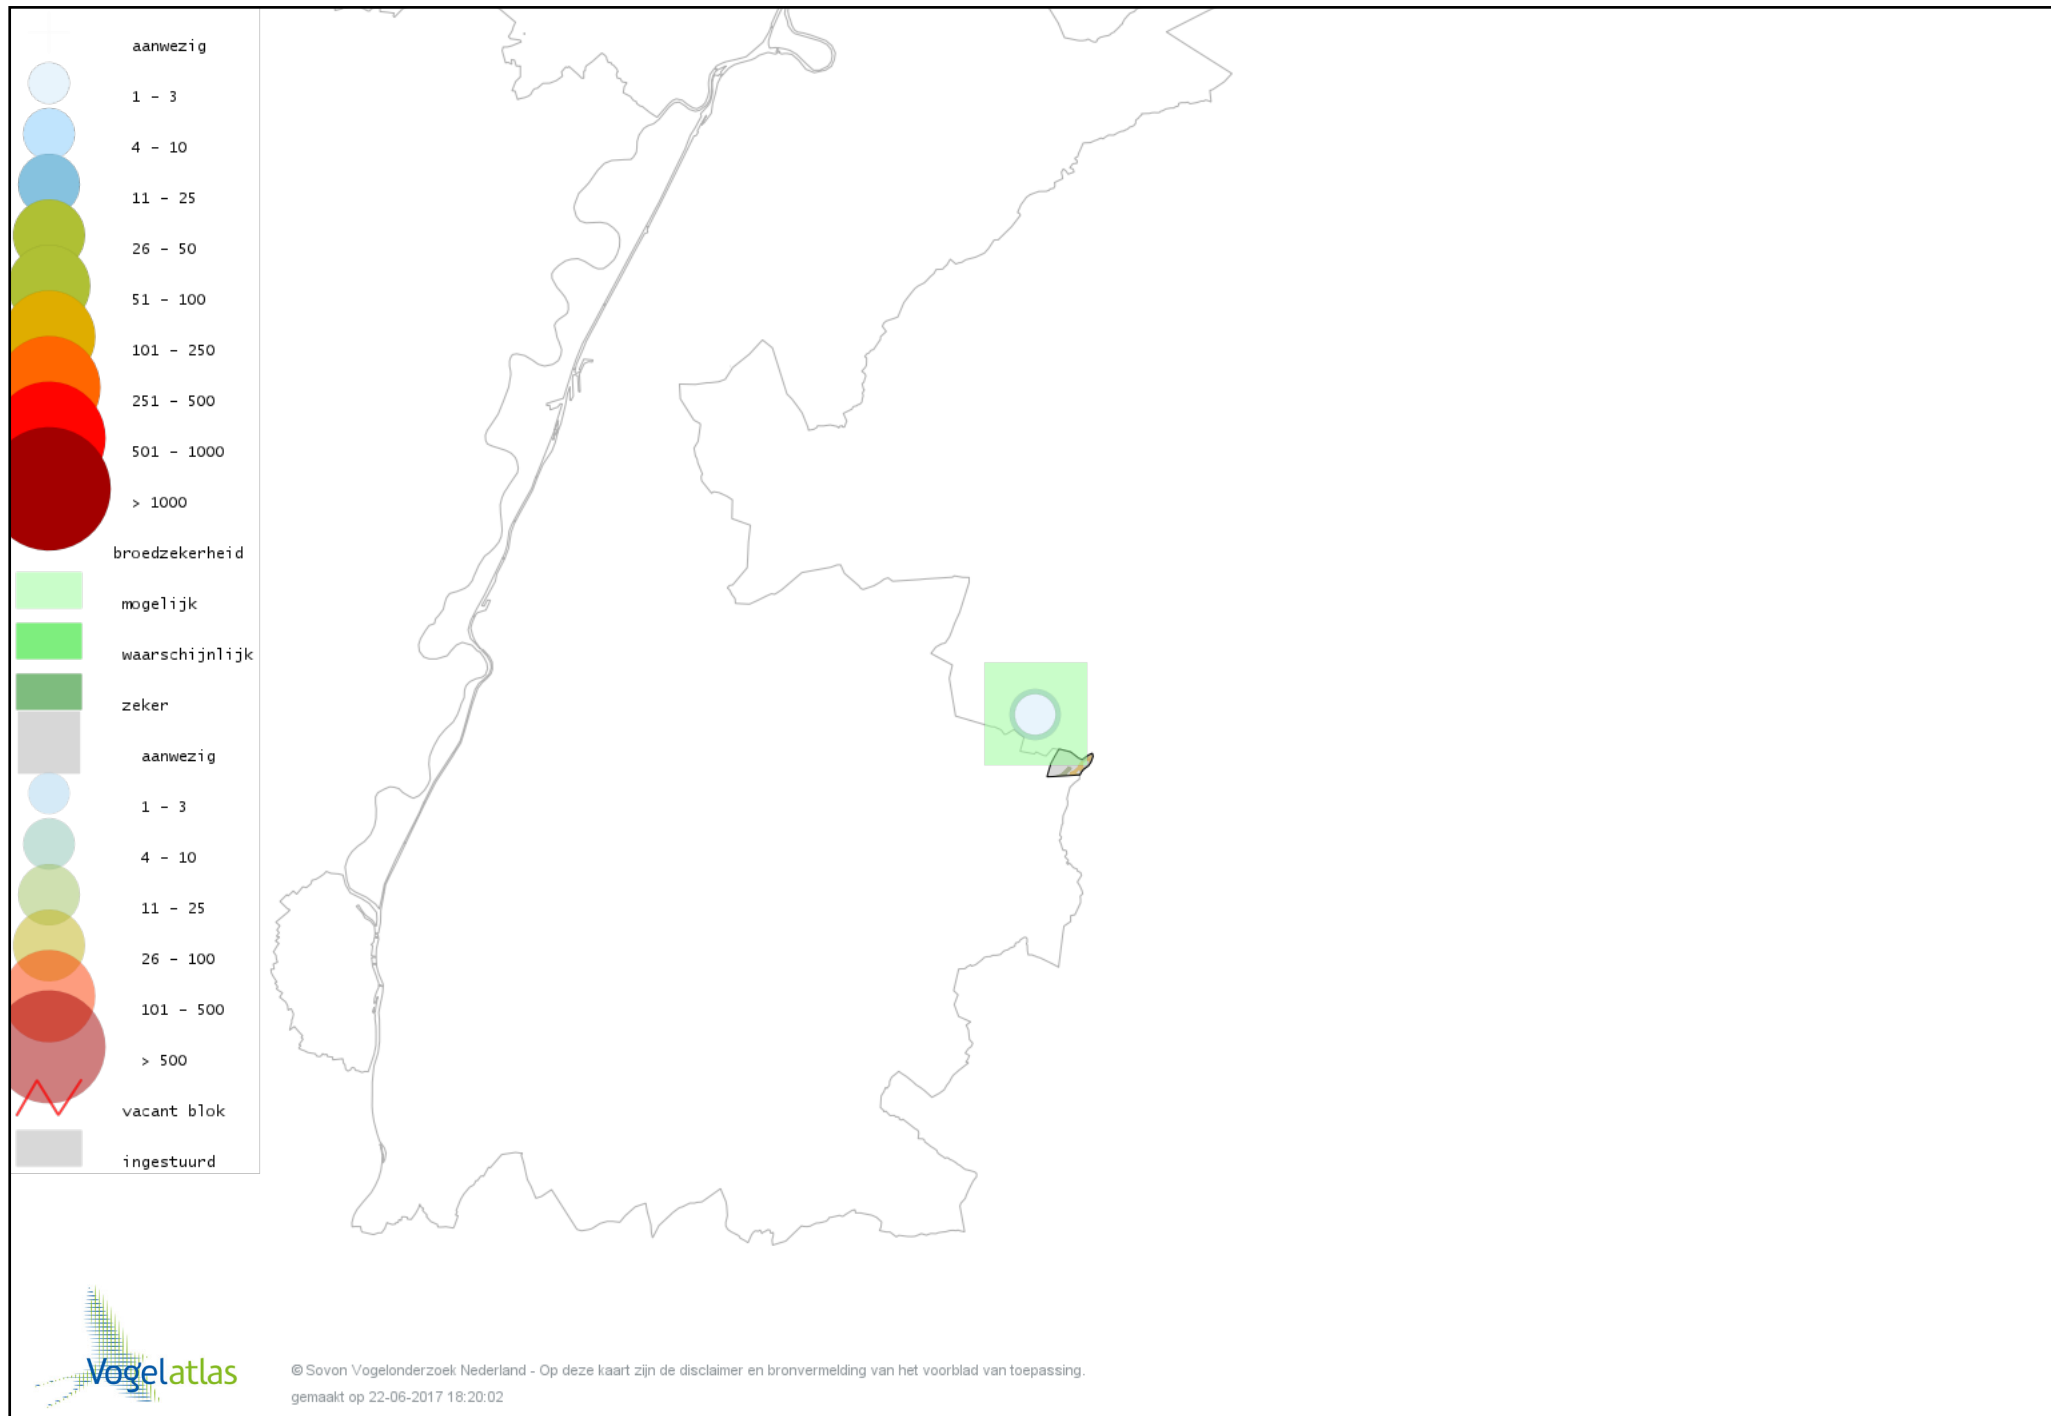 aanwezig
1 - 3
4 - 10
11 - 25
26 - 50
51 - 100
101 - 250
251 - 500
501 - 1000
> 1000
broedzekerheid
mogelijk
waarschijnlijk
zeker
aanwezig
1 - 3
4 - 10
11 - 25
26 - 100
101 - 500
> 500
vacant blok
ingestuurd
Vogelatlas
© Sovon Vogelonderzoek Nederland - Op deze kaart zijn de disclaimer en bronvermelding van het voorblad van toepassing.
gemaakt op 22-06-2017 18:20:02